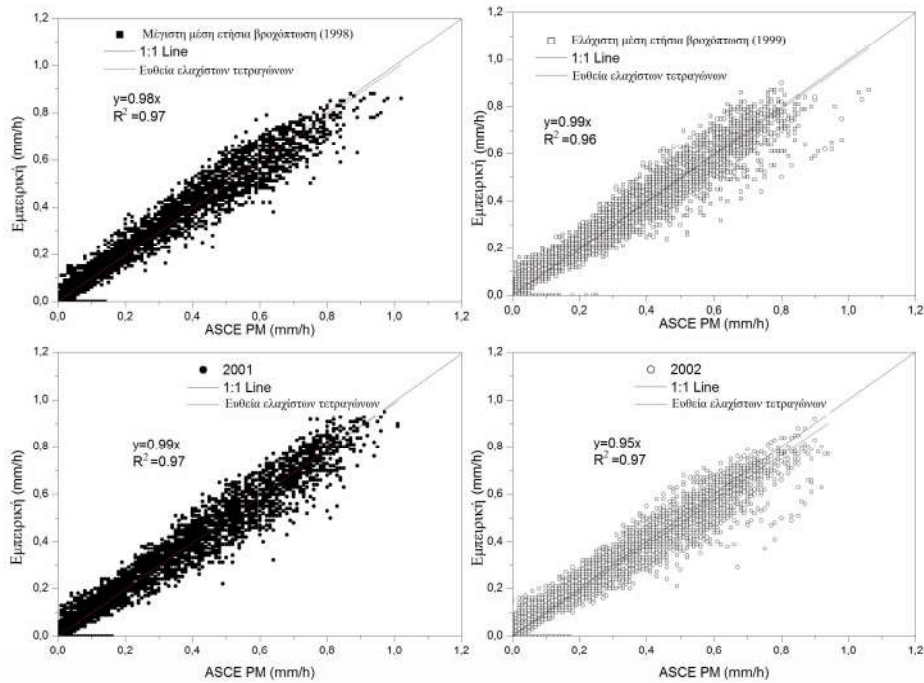 1,2
1,0
0,8
0,6
0,4
0,2
0,0
Εμπειρική (mm/h)
Μέγιστη μέση ετήσια βροχόπτωση (1998)
1:1 Line
Ευθεία ελαχίστων τετραγώνων
y=0.98x
R²=0.97
0,0 0,2 0,4 0,6 0,8 1,0 1,2
ASCE PM (mm/h)
1,2
1,0
0,8
0,6
0,4
0,2
0,0
Εμπειρική (mm/h)
Ελάχιστη μέση ετήσια βροχόπτωση (1999)
1:1 Line
Ευθεία ελαχίστων τετραγώνων
y=0.99x
R²=0.96
0,0 0,2 0,4 0,6 0,8 1,0 1,2
ASCE PM (mm/h)
1,2
1,0
0,8
0,6
0,4
0,2
0,0
Εμπειρική (mm/h)
2001
1:1 Line
Ευθεία ελαχίστων τετραγώνων
y=0.99x
R²=0.97
0,0 0,2 0,4 0,6 0,8 1,0 1,2
ASCE PM (mm/h)
1,2
1,0
0,8
0,6
0,4
0,2
0,0
Εμπειρική (mm/h)
2002
1:1 Line
Ευθεία ελαχίστων τετραγώνων
y=0.95x
R²=0.97
0,0 0,2 0,4 0,6 0,8 1,0 1,2
ASCE PM (mm/h)